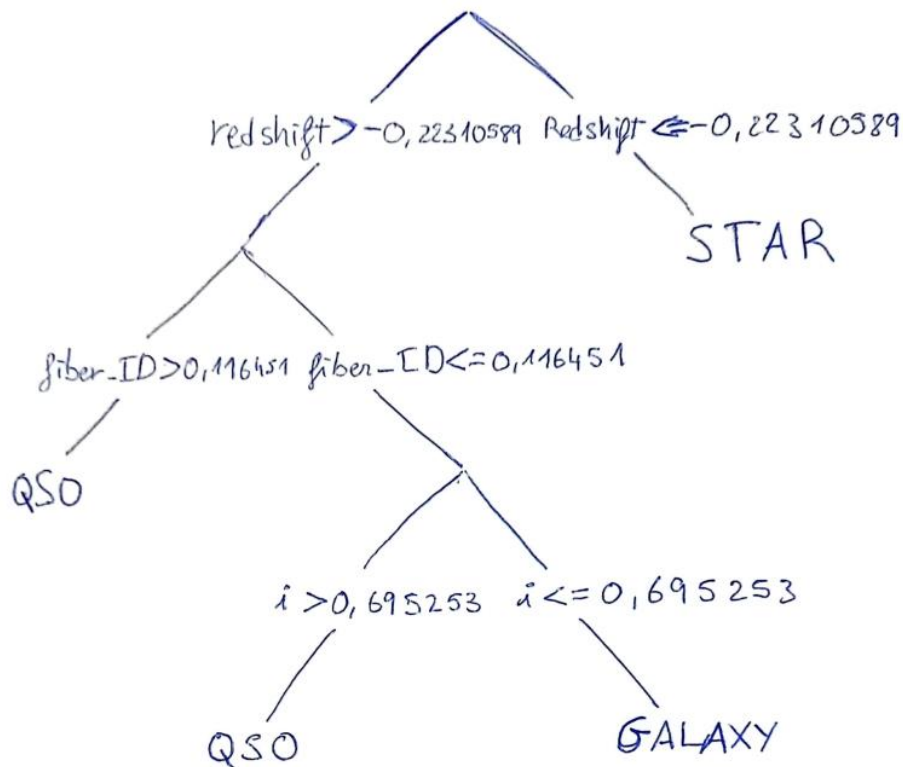 redshift>-0,22310589 Redshift<=-0,22310589
STAR
fiber_ID>0,116451 fiber_ID<=0,116451
QSO
i>0,695253 i<=0,695253
QSO GALAXY